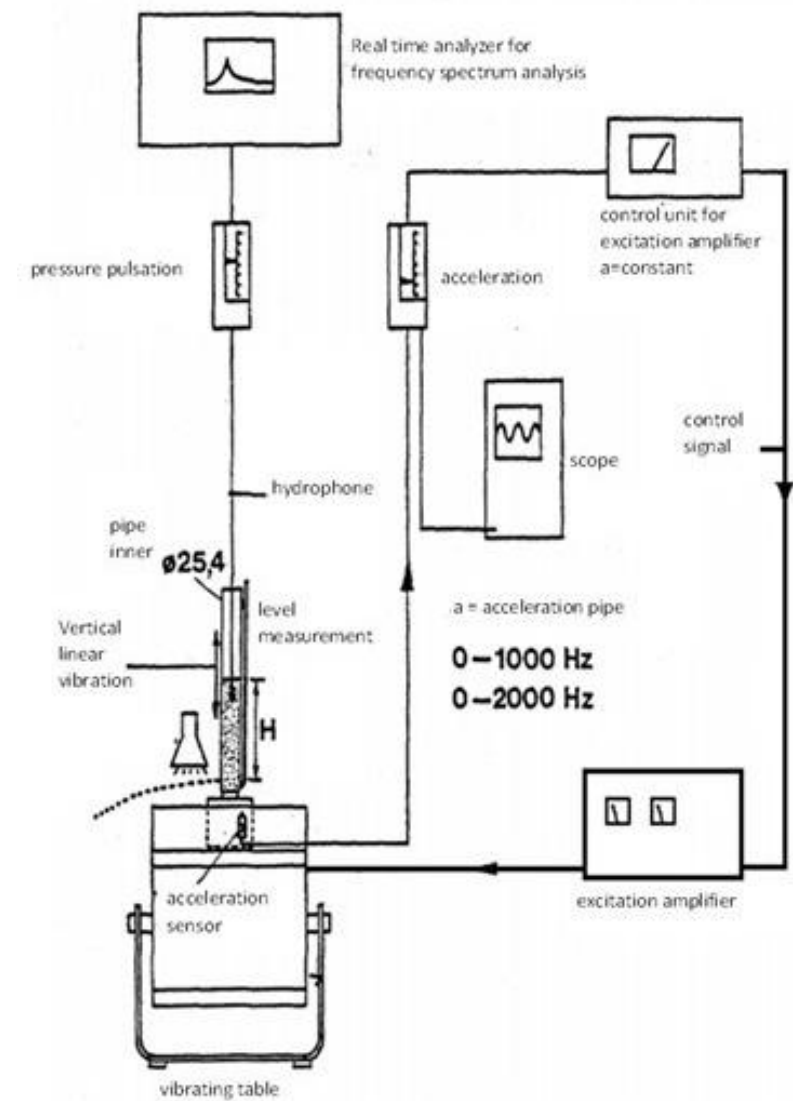 Real time analyzer for
frequency spectrum analysis
control unit for
excitation amplifier
a=constant
pressure pulsation
acceleration
control
signal
scope
hydrophone
pipe
inner
ø25,4
level
measurement
a = acceleration pipe
Vertical
linear
vibration
0–1000 Hz
0–2000 Hz
H
acceleration
sensor
excitation amplifier
vibrating table